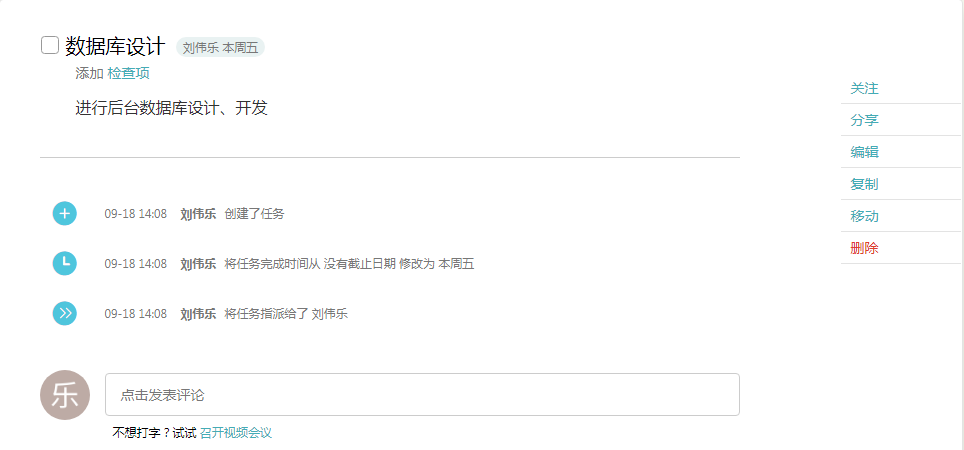 数据库设计 刘伟乐 本周五
添加 检查项
进行后台数据库设计、开发
关注
分享
编辑
复制
移动
删除
09-18 14:08 刘伟乐 创建了任务
09-18 14:08 刘伟乐 将任务完成时间从 没有截止日期 修改为 本周五
09-18 14:08 刘伟乐 将任务指派给了 刘伟乐
乐
点击发表评论
不想打字？试试 召开视频会议